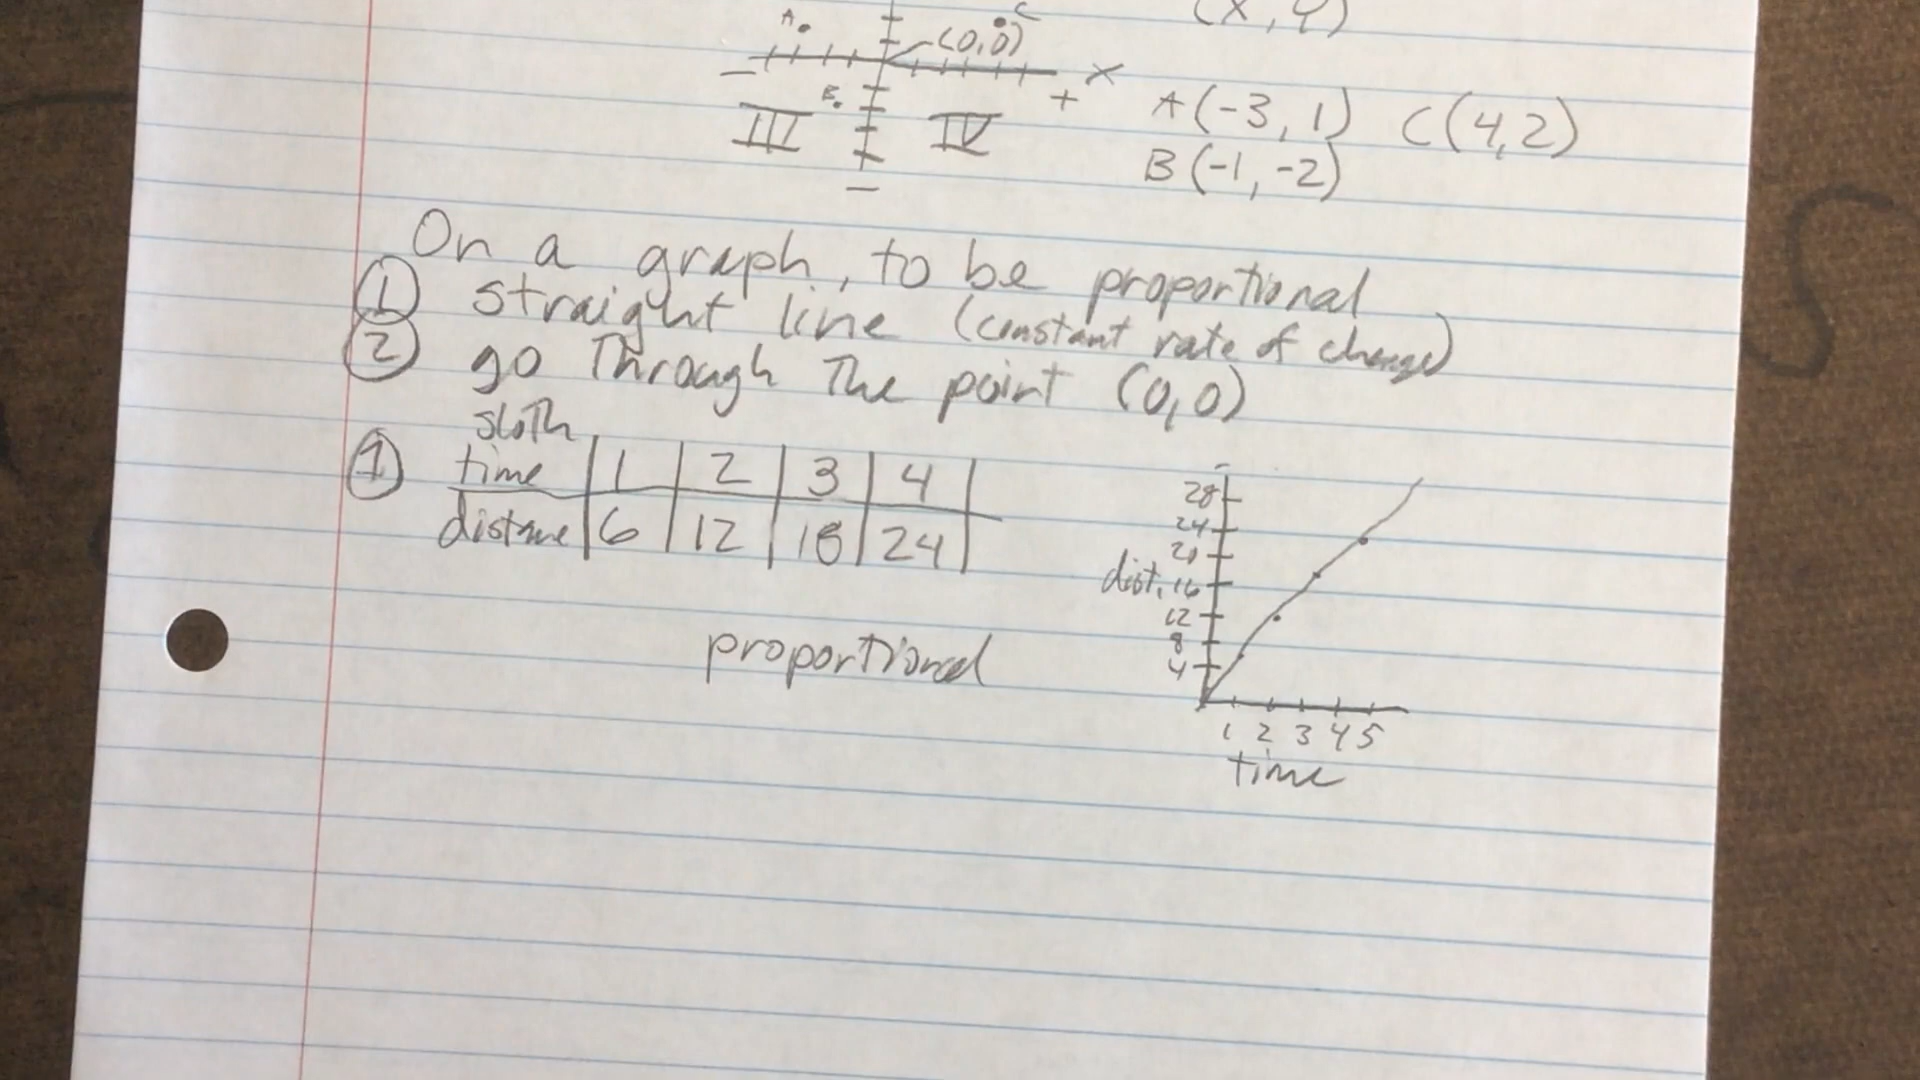 (x, y)
A. C
(0,0)
− X
+
B.
III IV
−
A(-3, 1) C(4,2)
B(-1, -2)
On a graph, to be proportional
1 straight line (constant rate of change)
2 go through the point (0,0)
sloth
1 time 1 2 3 4
distance 6 12 18 24
proportional
28
24
20
dist. 16
12
8
4
1 2 3 4 5
time